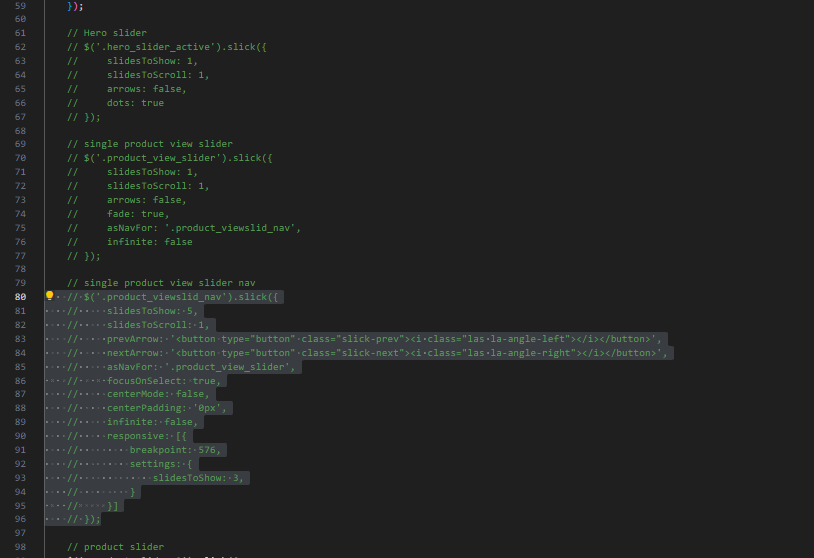 59 });
60
61 // Hero slider
62 // $('.hero_slider_active').slick({
63 // slidesToShow: 1,
64 // slidesToScroll: 1,
65 // arrows: false,
66 // dots: true
67 // });
68
69 // single product view slider
70 // $('.product_view_slider').slick({
71 // slidesToShow: 1,
72 // slidesToScroll: 1,
73 // arrows: false,
74 // fade: true,
75 // asNavFor: '.product_viewslid_nav',
76 // infinite: false
77 // });
78
79 // single product view slider nav
80 // $('.product_viewslid_nav').slick({
81 // slidesToShow: 5,
82 // slidesToScroll: 1,
83 // prevArrow: '<button type="button" class="slick-prev"><i class="las la-angle-left"></i></button>',
84 // nextArrow: '<button type="button" class="slick-next"><i class="las la-angle-right"></i></button>',
85 // asNavFor: '.product_view_slider',
86 // focusOnSelect: true,
87 // centerMode: false,
88 // centerPadding: '0px',
89 // infinite: false,
90 // responsive: [{
91 // breakpoint: 576,
92 // settings: {
93 // slidesToShow: 3,
94 // }
95 // }]
96 // });
97
98 // product slider